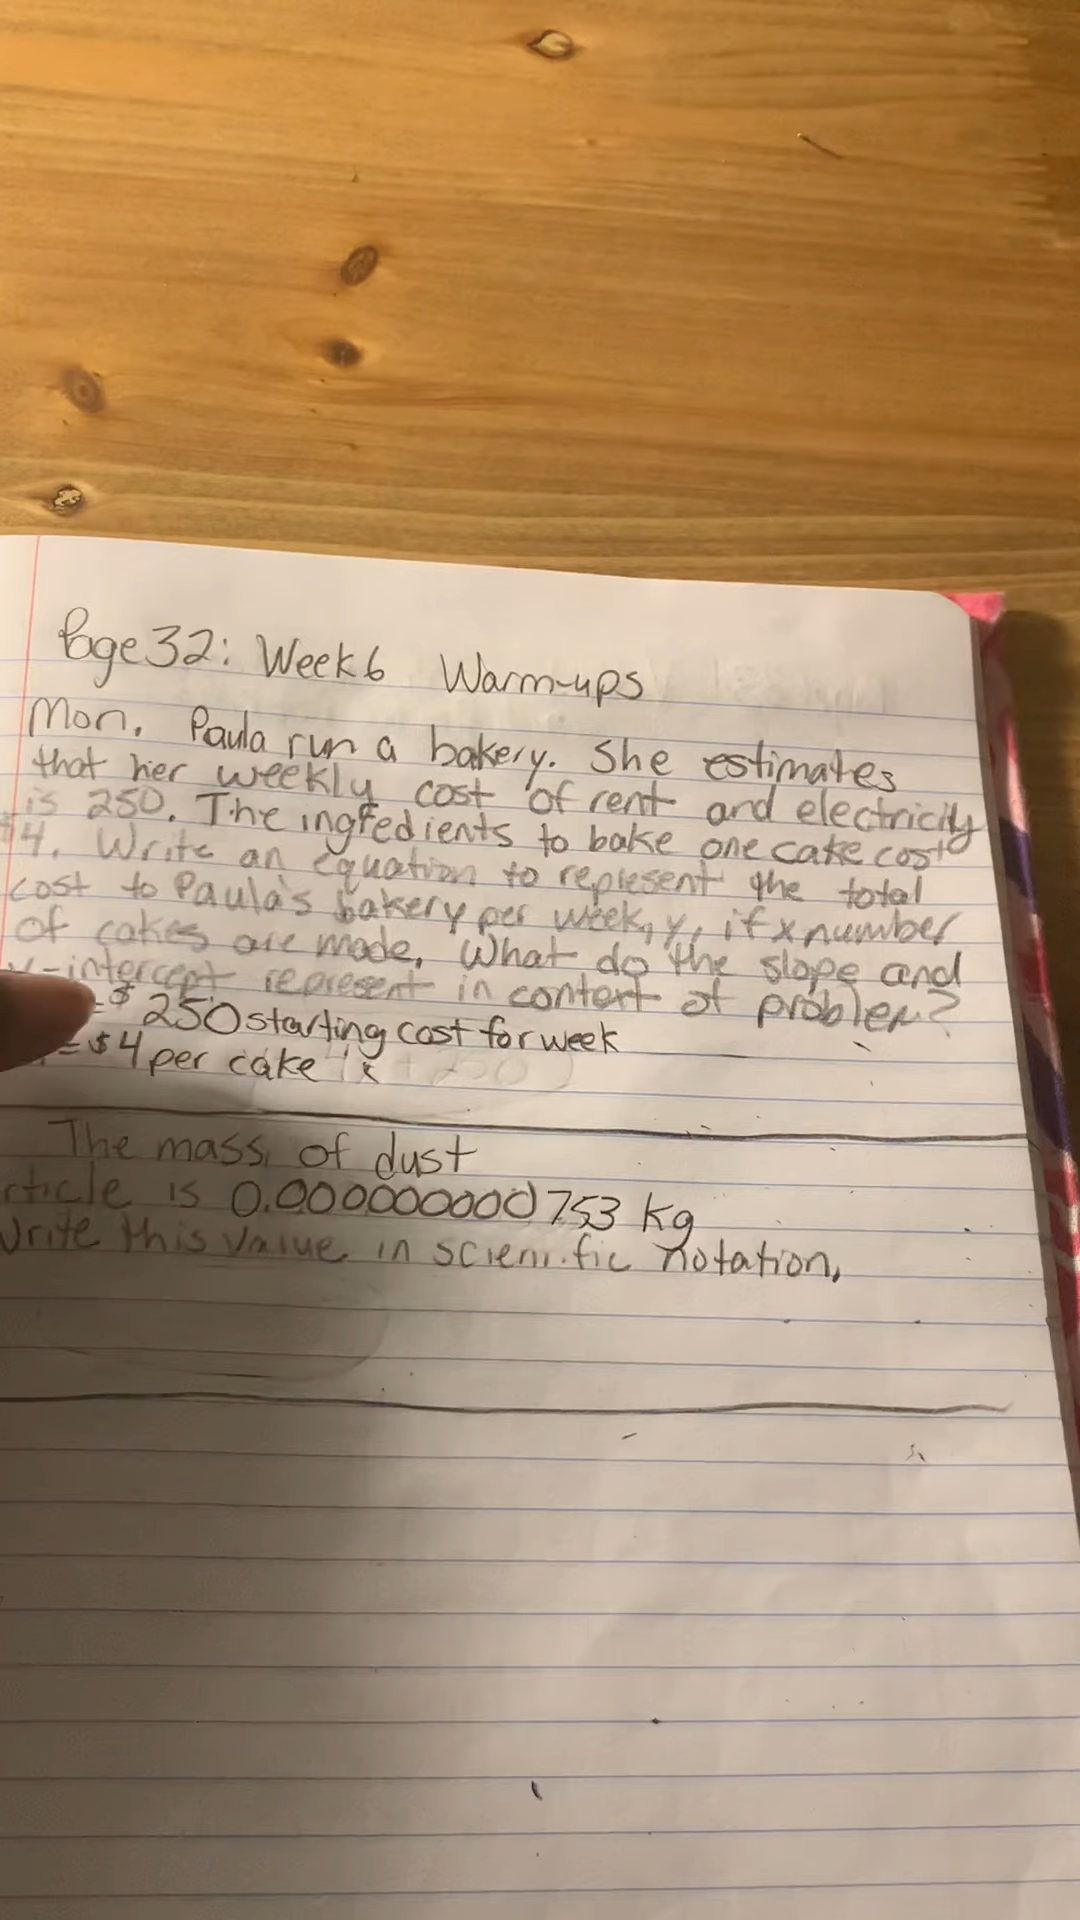 Page 32: Week 6 Warm-ups
Mon. Paula run a bakery. She estimates
that her weekly cost of rent and electricity
is 250. The ingredients to bake one cake cost
$4. Write an equation to represent the total
cost to Paula's bakery per week, y, if x number
of cakes are made. What do the slope and
y-intercept represent in context of problem?
=$250 starting cost for week
=$4 per cake
The mass of dust
rticle is 0.000000000753 kg
Write this value in scientific notation,